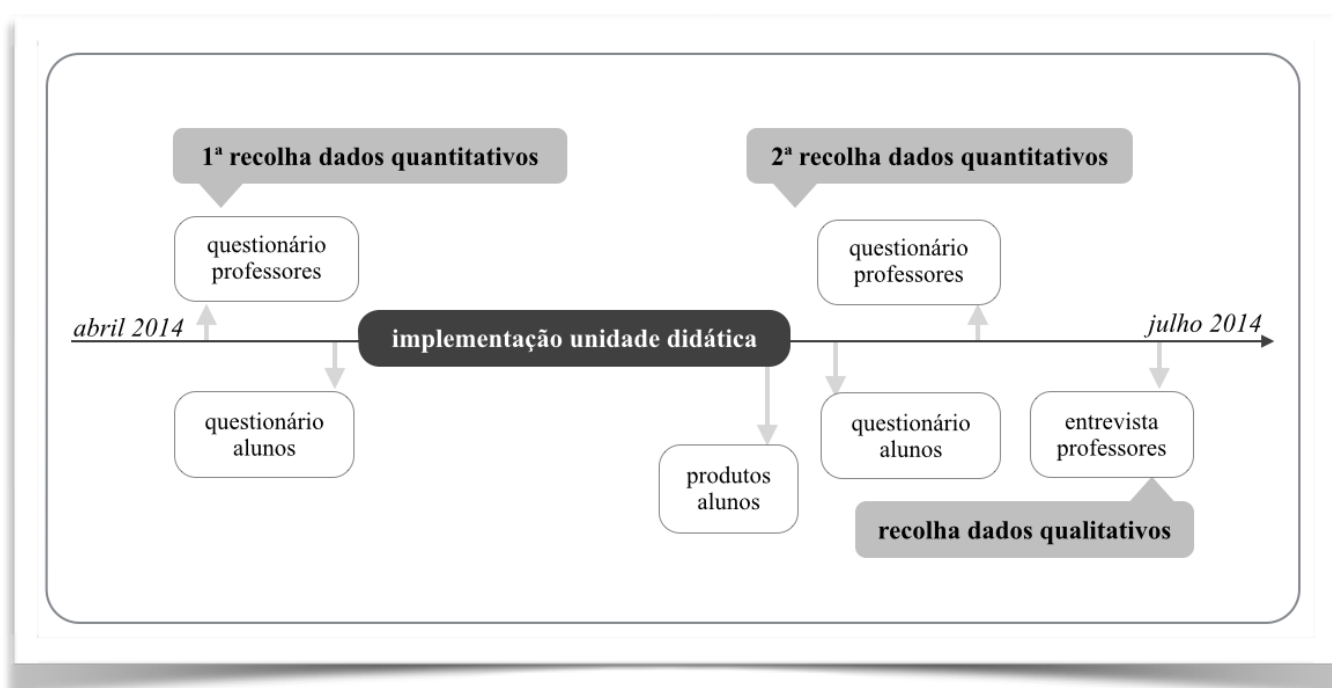 1ª recolha dados quantitativos
2ª recolha dados quantitativos
questionário
professores
questionário
professores
abril 2014
implementação unidade didática
julho 2014
questionário
alunos
produtos
alunos
questionário
alunos
entrevista
professores
recolha dados qualitativos